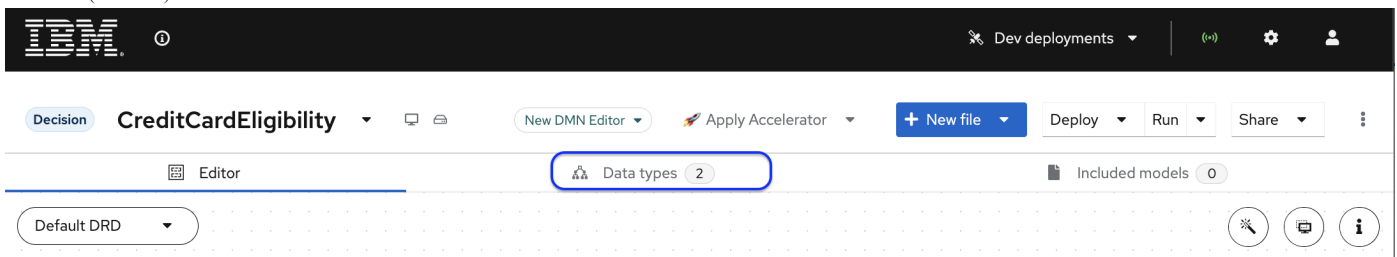 IBM
Dev deployments
Decision CreditCardEligibility New DMN Editor Apply Accelerator + New file Deploy Run Share
Editor Data types 2 Included models 0
Default DRD